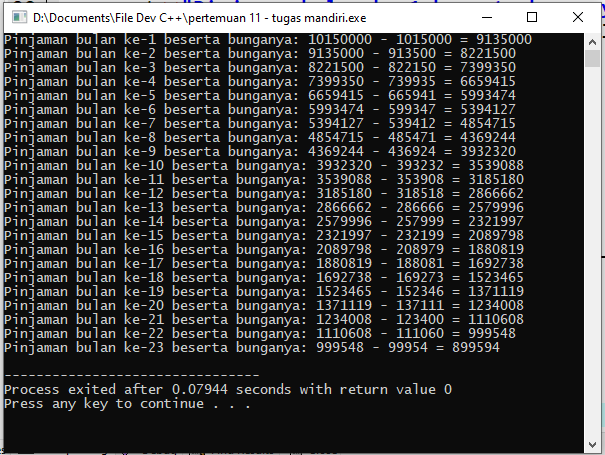 D:\Documents\File Dev C++\pertemuan 11 - tugas mandiri.exe
Pinjaman bulan ke-1 beserta bunganya: 10150000 - 1015000 = 9135000
Pinjaman bulan ke-2 beserta bunganya: 9135000 - 913500 = 8221500
Pinjaman bulan ke-3 beserta bunganya: 8221500 - 822150 = 7399350
Pinjaman bulan ke-4 beserta bunganya: 7399350 - 739935 = 6659415
Pinjaman bulan ke-5 beserta bunganya: 6659415 - 665941 = 5993474
Pinjaman bulan ke-6 beserta bunganya: 5993474 - 599347 = 5394127
Pinjaman bulan ke-7 beserta bunganya: 5394127 - 539412 = 4854715
Pinjaman bulan ke-8 beserta bunganya: 4854715 - 485471 = 4369244
Pinjaman bulan ke-9 beserta bunganya: 4369244 - 436924 = 3932320
Pinjaman bulan ke-10 beserta bunganya: 3932320 - 393232 = 3539088
Pinjaman bulan ke-11 beserta bunganya: 3539088 - 353908 = 3185180
Pinjaman bulan ke-12 beserta bunganya: 3185180 - 318518 = 2866662
Pinjaman bulan ke-13 beserta bunganya: 2866662 - 286666 = 2579996
Pinjaman bulan ke-14 beserta bunganya: 2579996 - 257999 = 2321997
Pinjaman bulan ke-15 beserta bunganya: 2321997 - 232199 = 2089798
Pinjaman bulan ke-16 beserta bunganya: 2089798 - 208979 = 1880819
Pinjaman bulan ke-17 beserta bunganya: 1880819 - 188081 = 1692738
Pinjaman bulan ke-18 beserta bunganya: 1692738 - 169273 = 1523465
Pinjaman bulan ke-19 beserta bunganya: 1523465 - 152346 = 1371119
Pinjaman bulan ke-20 beserta bunganya: 1371119 - 137111 = 1234008
Pinjaman bulan ke-21 beserta bunganya: 1234008 - 123400 = 1110608
Pinjaman bulan ke-22 beserta bunganya: 1110608 - 111060 = 999548
Pinjaman bulan ke-23 beserta bunganya: 999548 - 99954 = 899594
--------------------------------
Process exited after 0.07944 seconds with return value 0
Press any key to continue . . .